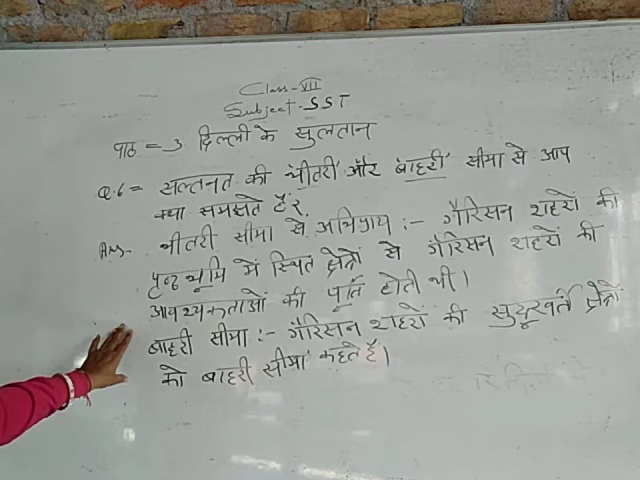 Class-VII
Subject-SST
पाठ = 3 दिल्ली के सुलतान
Q.6= सल्तनत की 'भीतरी' और 'बाहरी' सीमा से आप
क्या समझते हैं?
Ans- भीतरी सीमा से अभिप्राय :- गैरिसन शहरों की
पृष्ठभूमि में स्थित क्षेत्रों से गैरिसन शहरों की
आवश्यकताओं की पूर्ति होती थी।
बाहरी सीमा :- गैरिसन शहरों की सुदूरवर्ती क्षेत्रों
को बाहरी सीमा कहते हैं।